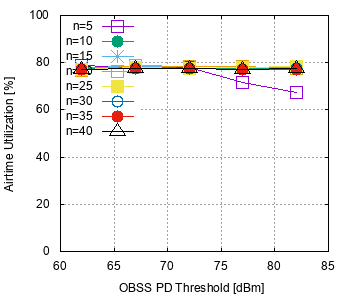 100
80
60
40
20
0
n=5
n=10
n=15
n=20
n=25
n=30
n=35
n=40
Airtime Utilization [%]
60 65 70 75 80 85
OBSS PD Threshold [dBm]